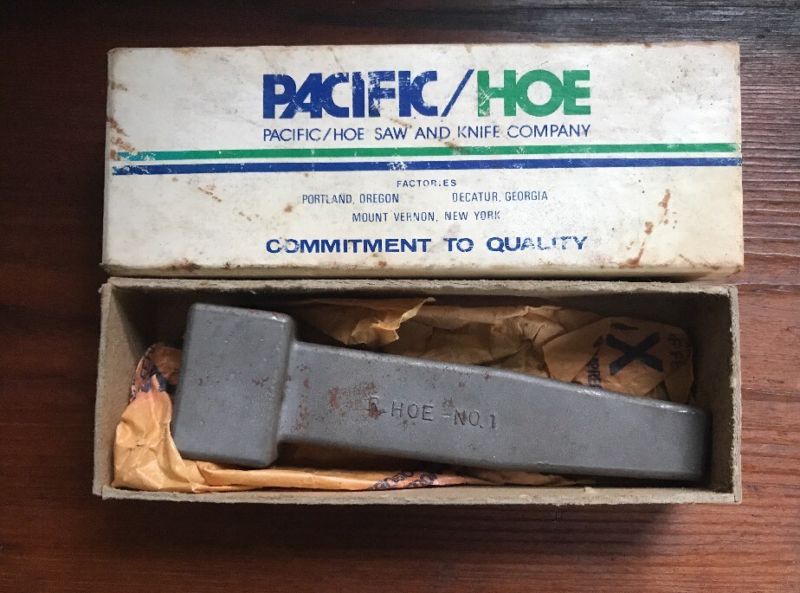 PACIFIC/HOE
PACIFIC/HOE SAW AND KNIFE COMPANY
FACTORIES
PORTLAND, OREGON DECATUR, GEORGIA
MOUNT VERNON, NEW YORK
COMMITMENT TO QUALITY
X
HOE NO.1